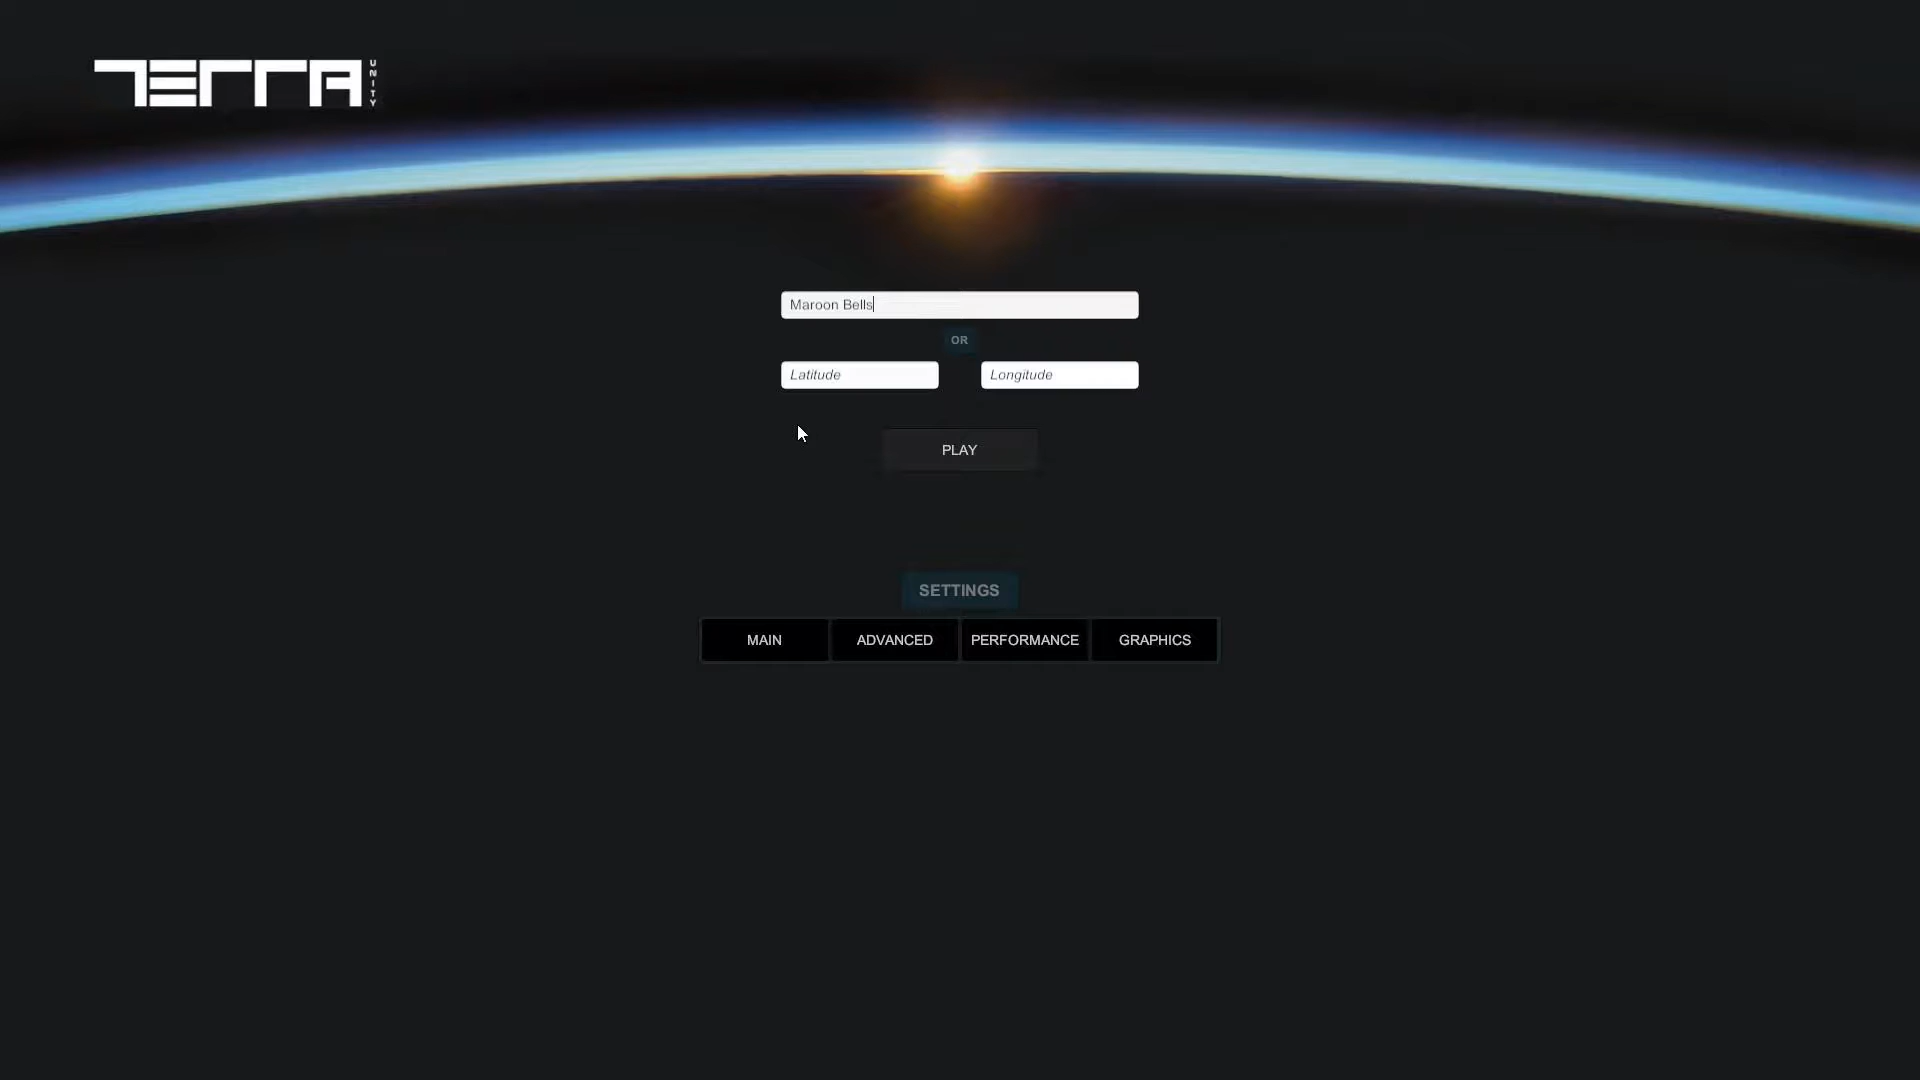 TERRA UNITY
Maroon Bells
OR
Latitude Longitude
PLAY
SETTINGS
MAIN ADVANCED PERFORMANCE GRAPHICS